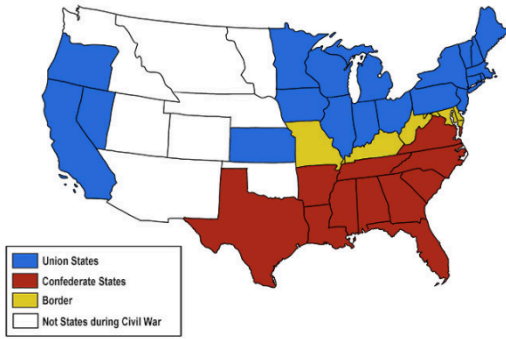 Union States
Confederate States
Border
Not States during Civil War